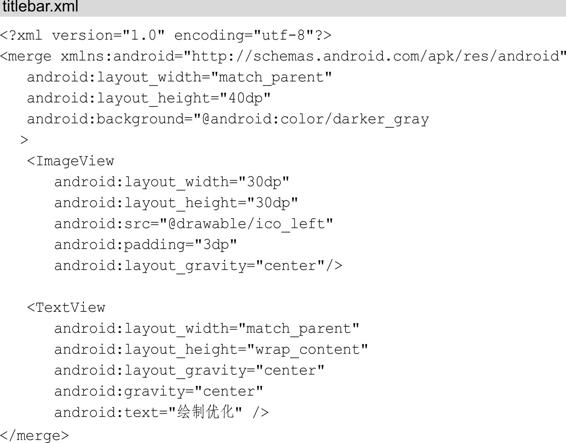 titlebar.xml
<?xml version="1.0" encoding="utf-8"?>
<merge xmlns:android="http://schemas.android.com/apk/res/android"
android:layout_width="match_parent"
android:layout_height="40dp"
android:background="@android:color/darker_gray
>
<ImageView
android:layout_width="30dp"
android:layout_height="30dp"
android:src="@drawable/ico_left"
android:padding="3dp"
android:layout_gravity="center"/>
<TextView
android:layout_width="match_parent"
android:layout_height="wrap_content"
android:layout_gravity="center"
android:gravity="center"
android:text="绘制优化" />
</merge>